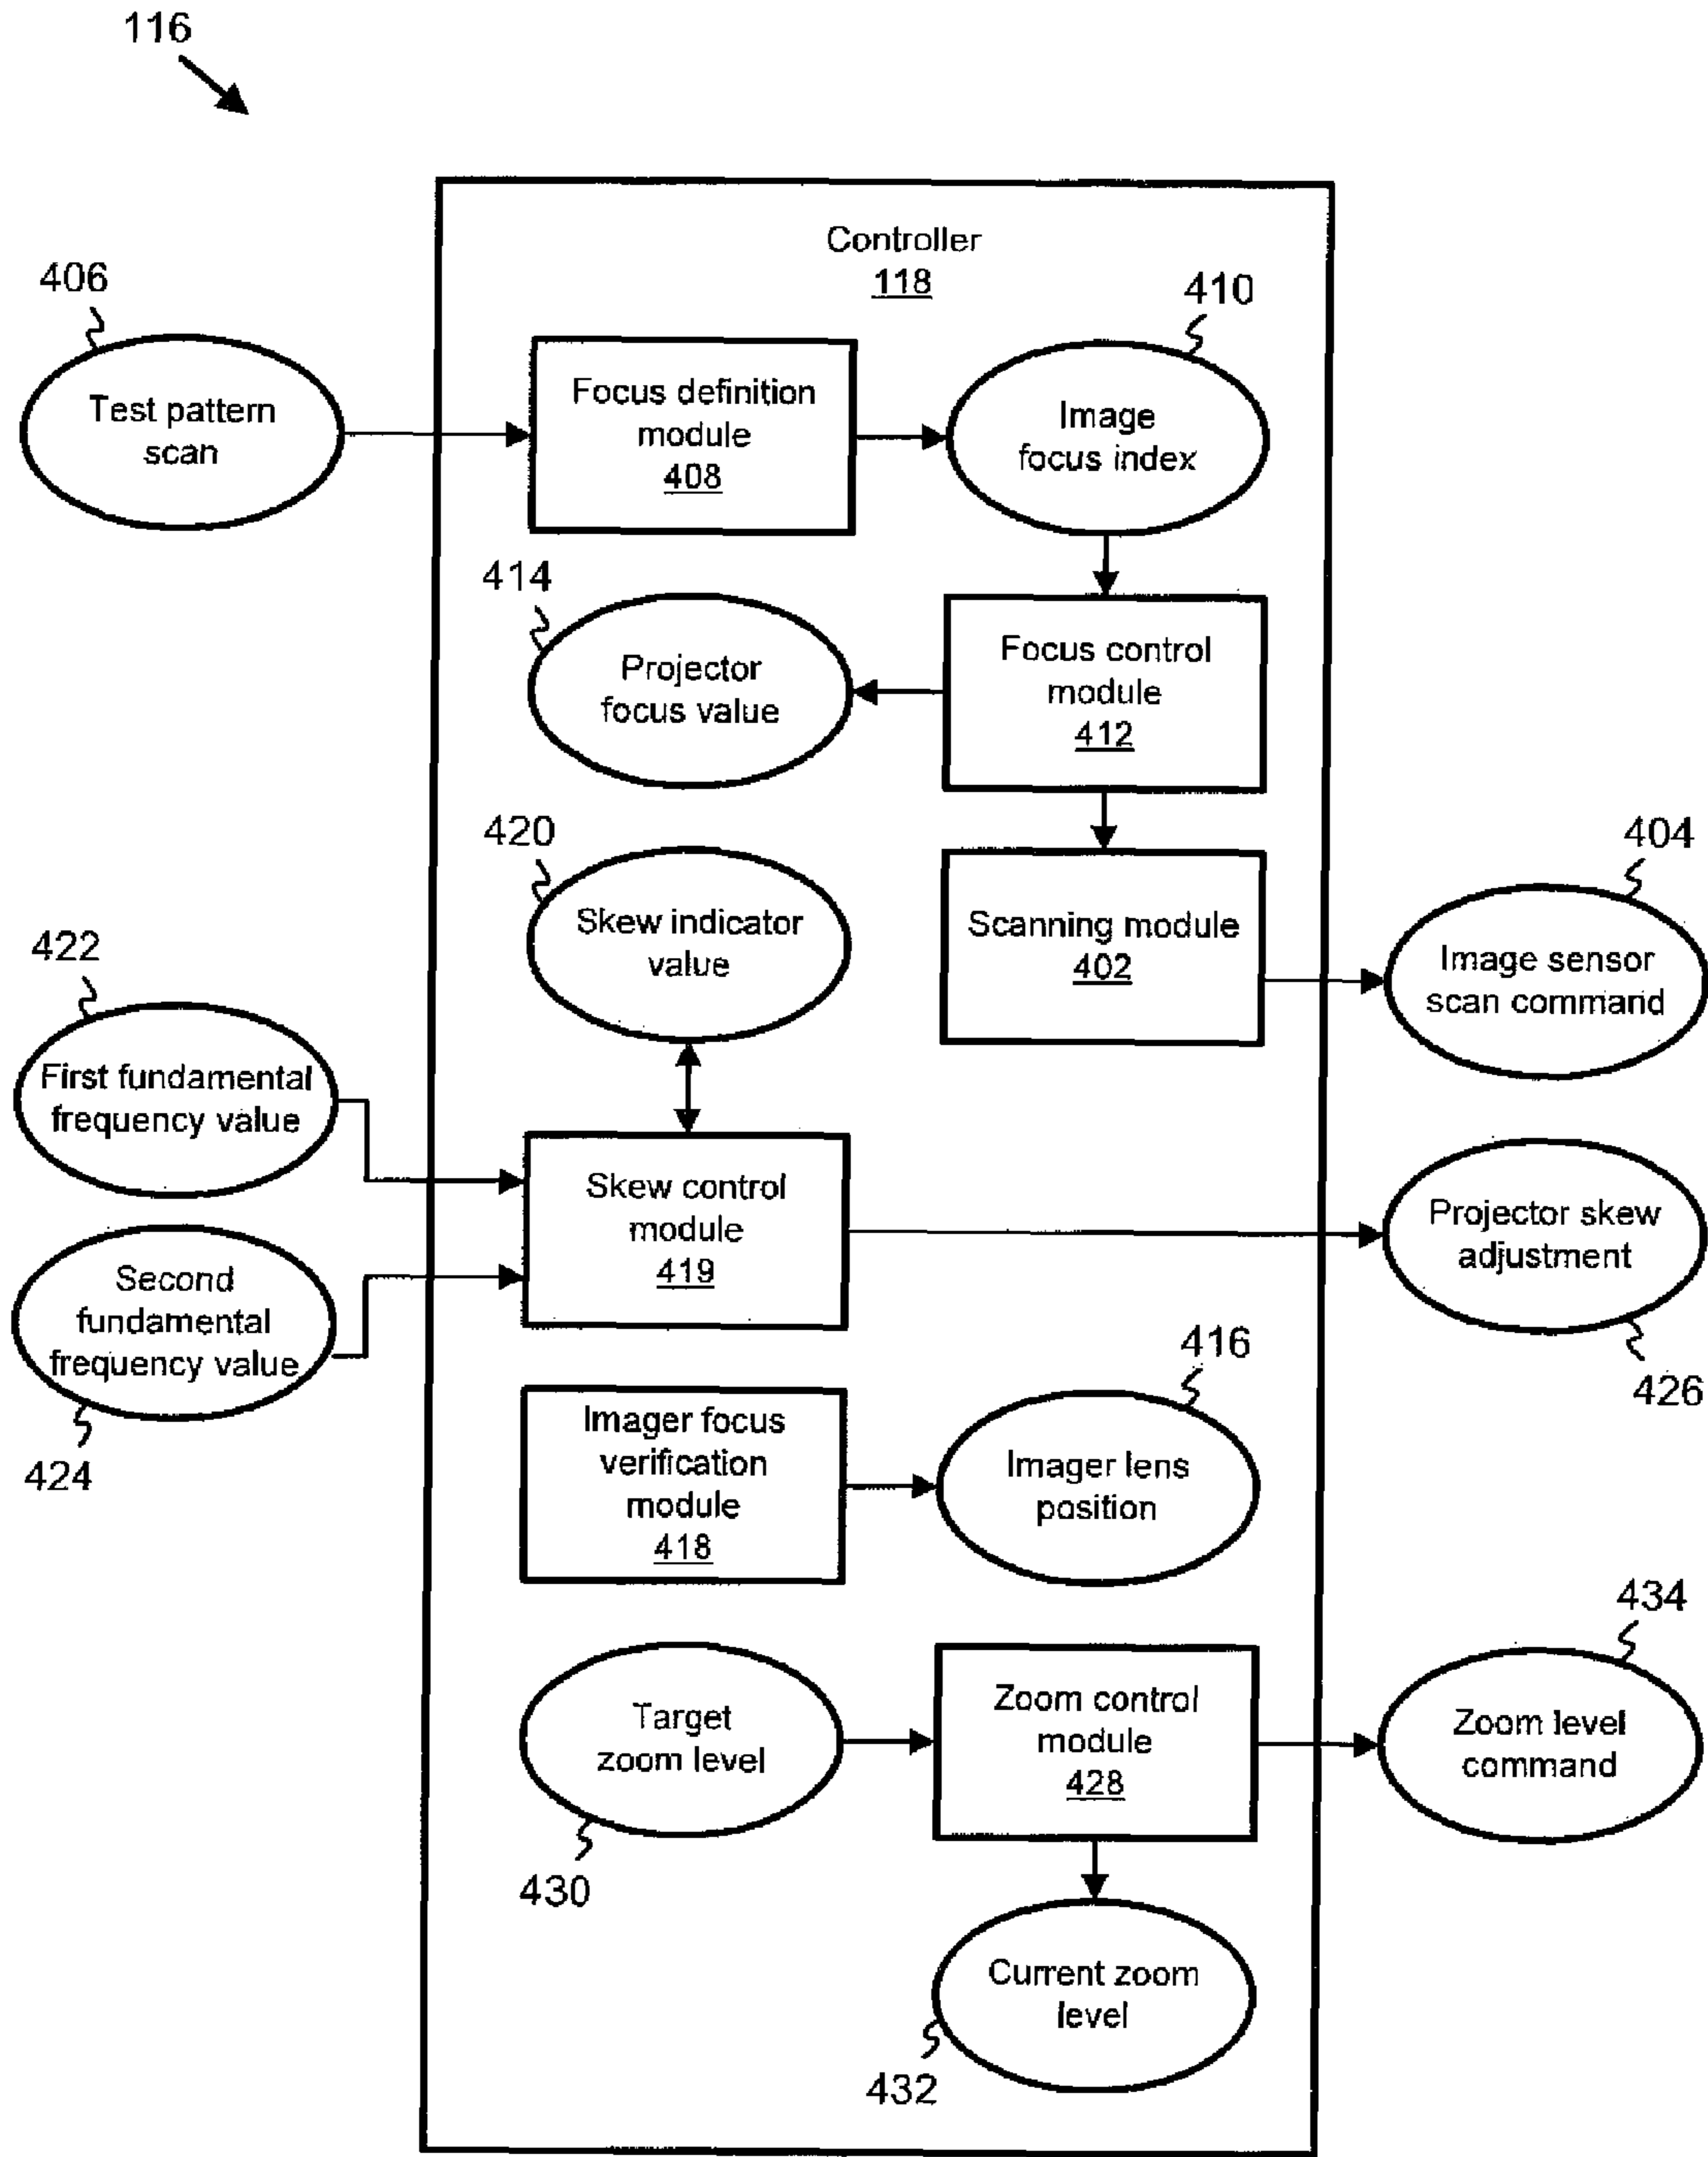 116
Controller
118
406
410
Test pattern
scan
Focus definition
module
408
Image
focus index
414
Projector
focus value
Focus control
module
412
420
404
Skew indicator
value
Scanning module
402
Image sensor
scan command
422
First fundamental
frequency value
Skew control
module
419
Projector skew
adjustment
426
Second
fundamental
frequency value
424
416
Imager focus
verification
module
418
Imager lens
position
434
Target
zoom level
430
Zoom control
module
428
Zoom level
command
Current zoom
level
432